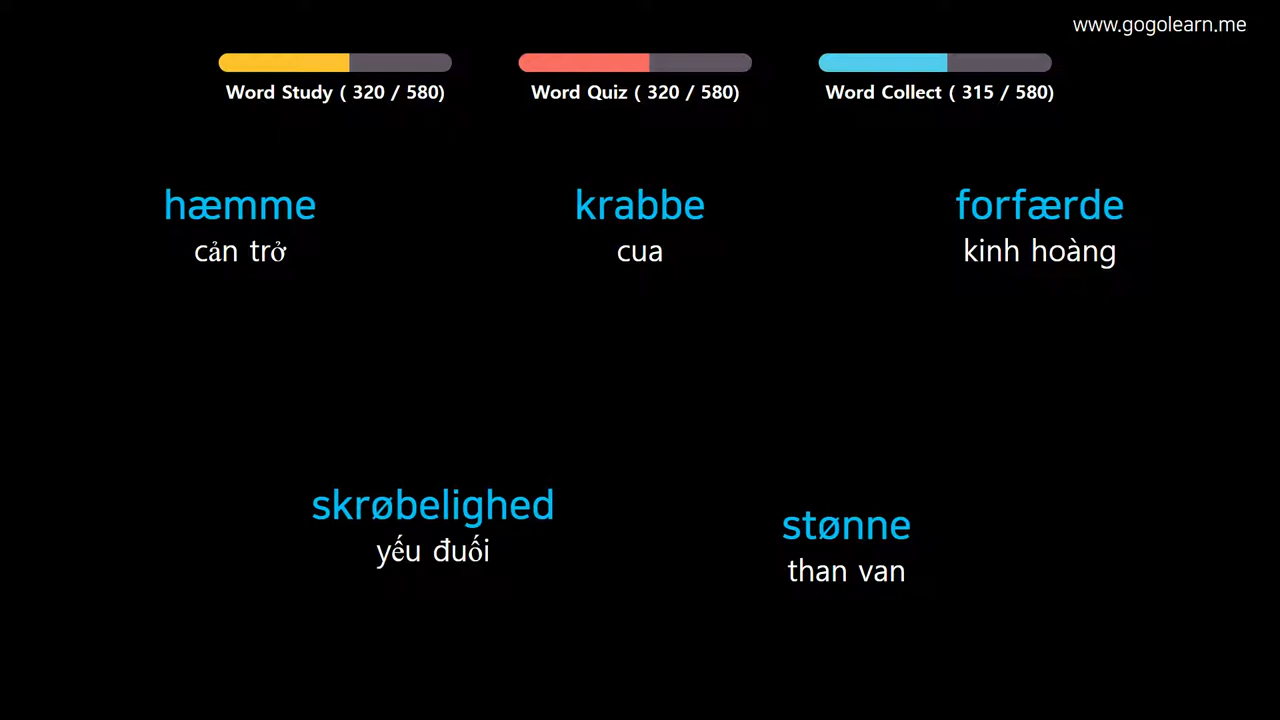 www.gogolearn.me
Word Study ( 320 / 580)
Word Quiz ( 320 / 580)
Word Collect ( 315 / 580)
hæmme
cản trở
krabbe
cua
forfærde
kinh hoàng
skrøbelighed
yếu đuối
stønne
than van